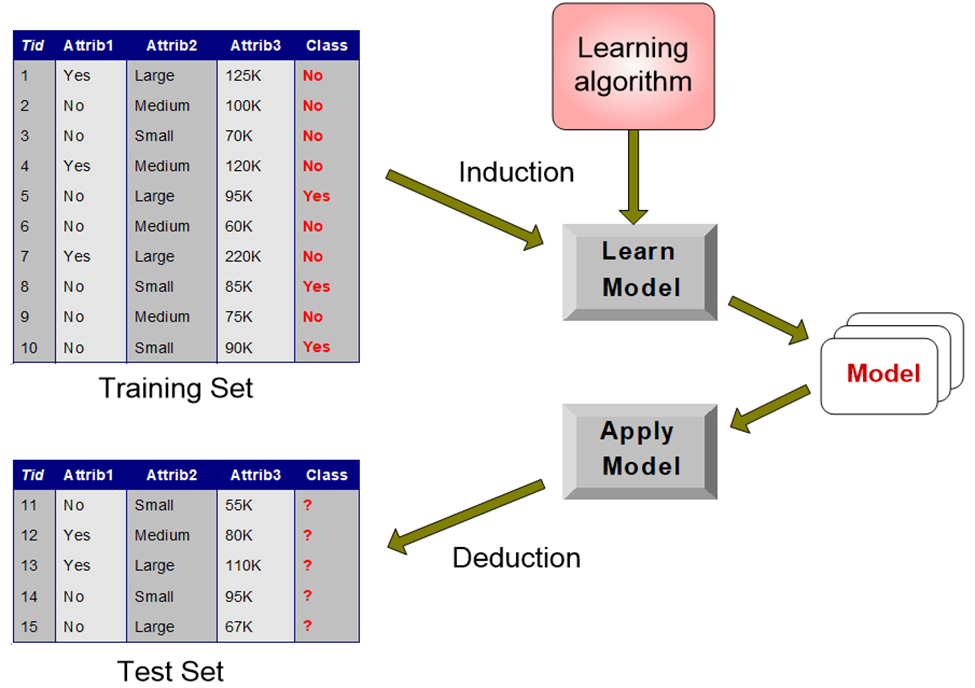 Tid Attrib1 Attrib2 Attrib3 Class
1 Yes Large 125K No
2 No Medium 100K No
3 No Small 70K No
4 Yes Medium 120K No
5 No Large 95K Yes
6 No Medium 60K No
7 Yes Large 220K No
8 No Small 85K Yes
9 No Medium 75K No
10 No Small 90K Yes
Training Set
Learning
algorithm
Induction
Learn
Model
Model
Apply
Model
Deduction
Tid Attrib1 Attrib2 Attrib3 Class
11 No Small 55K ?
12 Yes Medium 80K ?
13 Yes Large 110K ?
14 No Small 95K ?
15 No Large 67K ?
Test Set